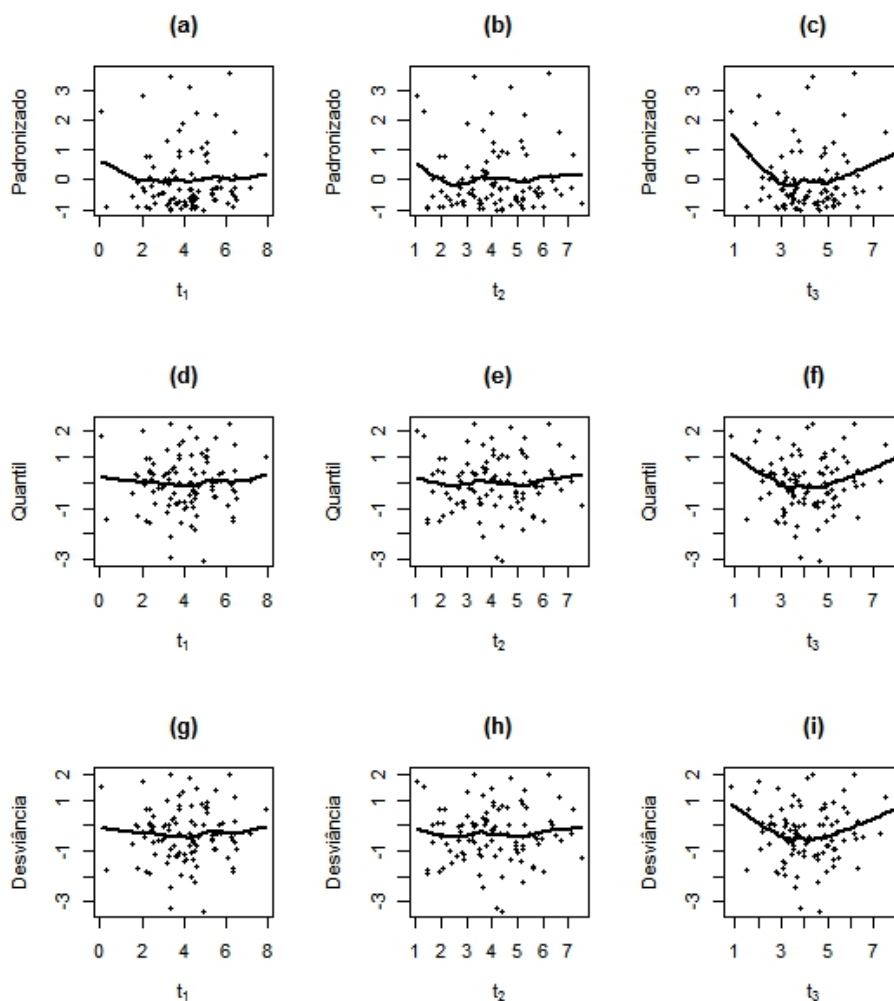 (a) (b) (c)
Padronizado
3
2
1
0
-1
0 2 4 6 8
t₁
Padronizado
3
2
1
0
-1
1 2 3 4 5 6 7
t₂
Padronizado
3
2
1
0
-1
1 3 5 7
t₃
(d) (e) (f)
Quantil
2
1
-1
-3
0 2 4 6 8
t₁
Quantil
2
1
-1
-3
1 2 3 4 5 6 7
t₂
Quantil
2
1
-1
-3
1 3 5 7
t₃
(g) (h) (i)
Desviância
2
1
-1
-3
0 2 4 6 8
t₁
Desviância
2
1
-1
-3
1 2 3 4 5 6 7
t₂
Desviância
2
1
-1
-3
1 3 5 7
t₃